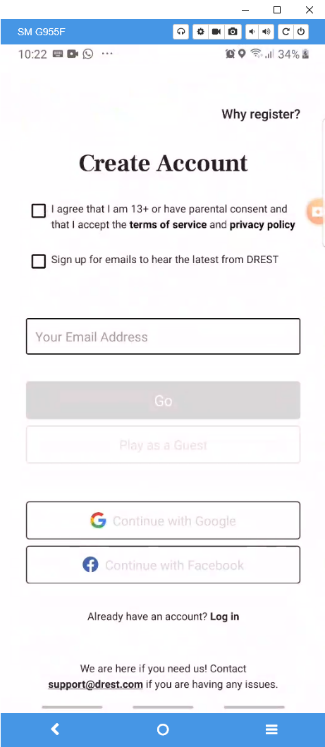 SM G955F
10:22 ... 34%
Why register?
Create Account
I agree that I am 13+ or have parental consent and
that I accept the terms of service and privacy policy
Sign up for emails to hear the latest from DREST
Your Email Address
Go
Play as a Guest
Continue with Google
Continue with Facebook
Already have an account? Log in
We are here if you need us! Contact
support@drest.com if you are having any issues.